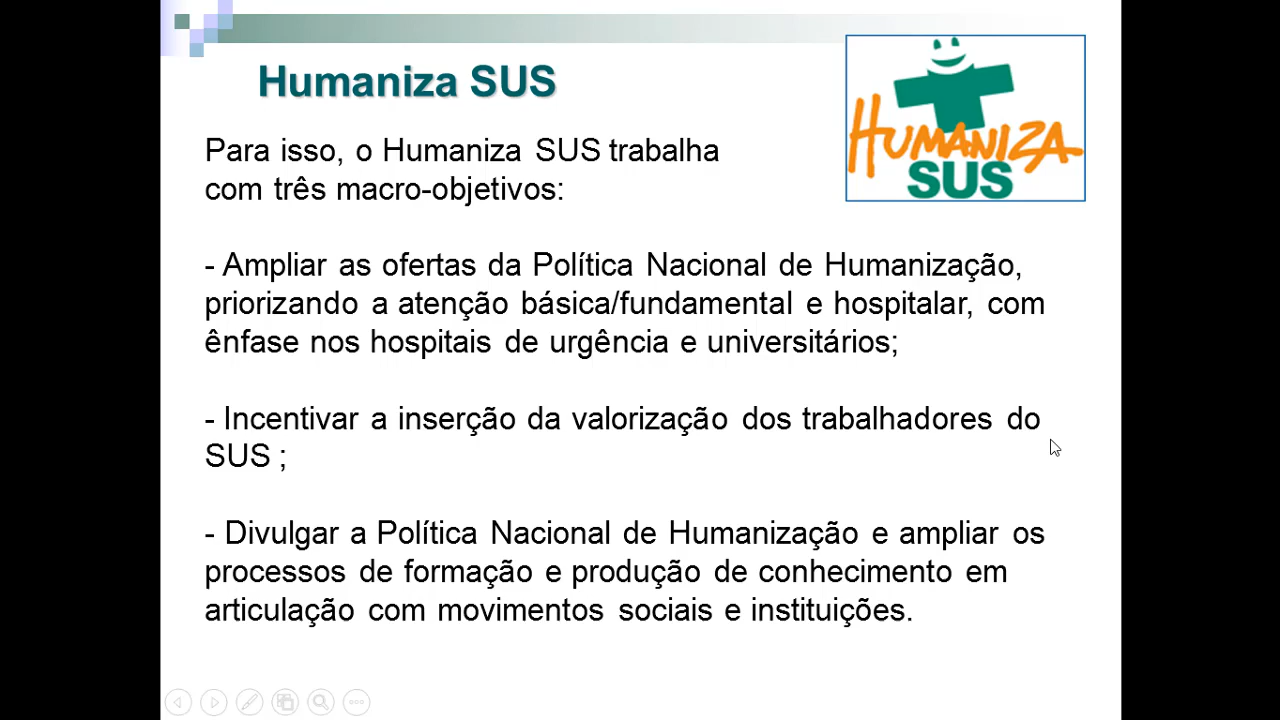 Humaniza SUS
HUMANIZA
SUS
Para isso, o Humaniza SUS trabalha
com três macro-objetivos:
- Ampliar as ofertas da Política Nacional de Humanização,
priorizando a atenção básica/fundamental e hospitalar, com
ênfase nos hospitais de urgência e universitários;
- Incentivar a inserção da valorização dos trabalhadores do
SUS ;
- Divulgar a Política Nacional de Humanização e ampliar os
processos de formação e produção de conhecimento em
articulação com movimentos sociais e instituições.